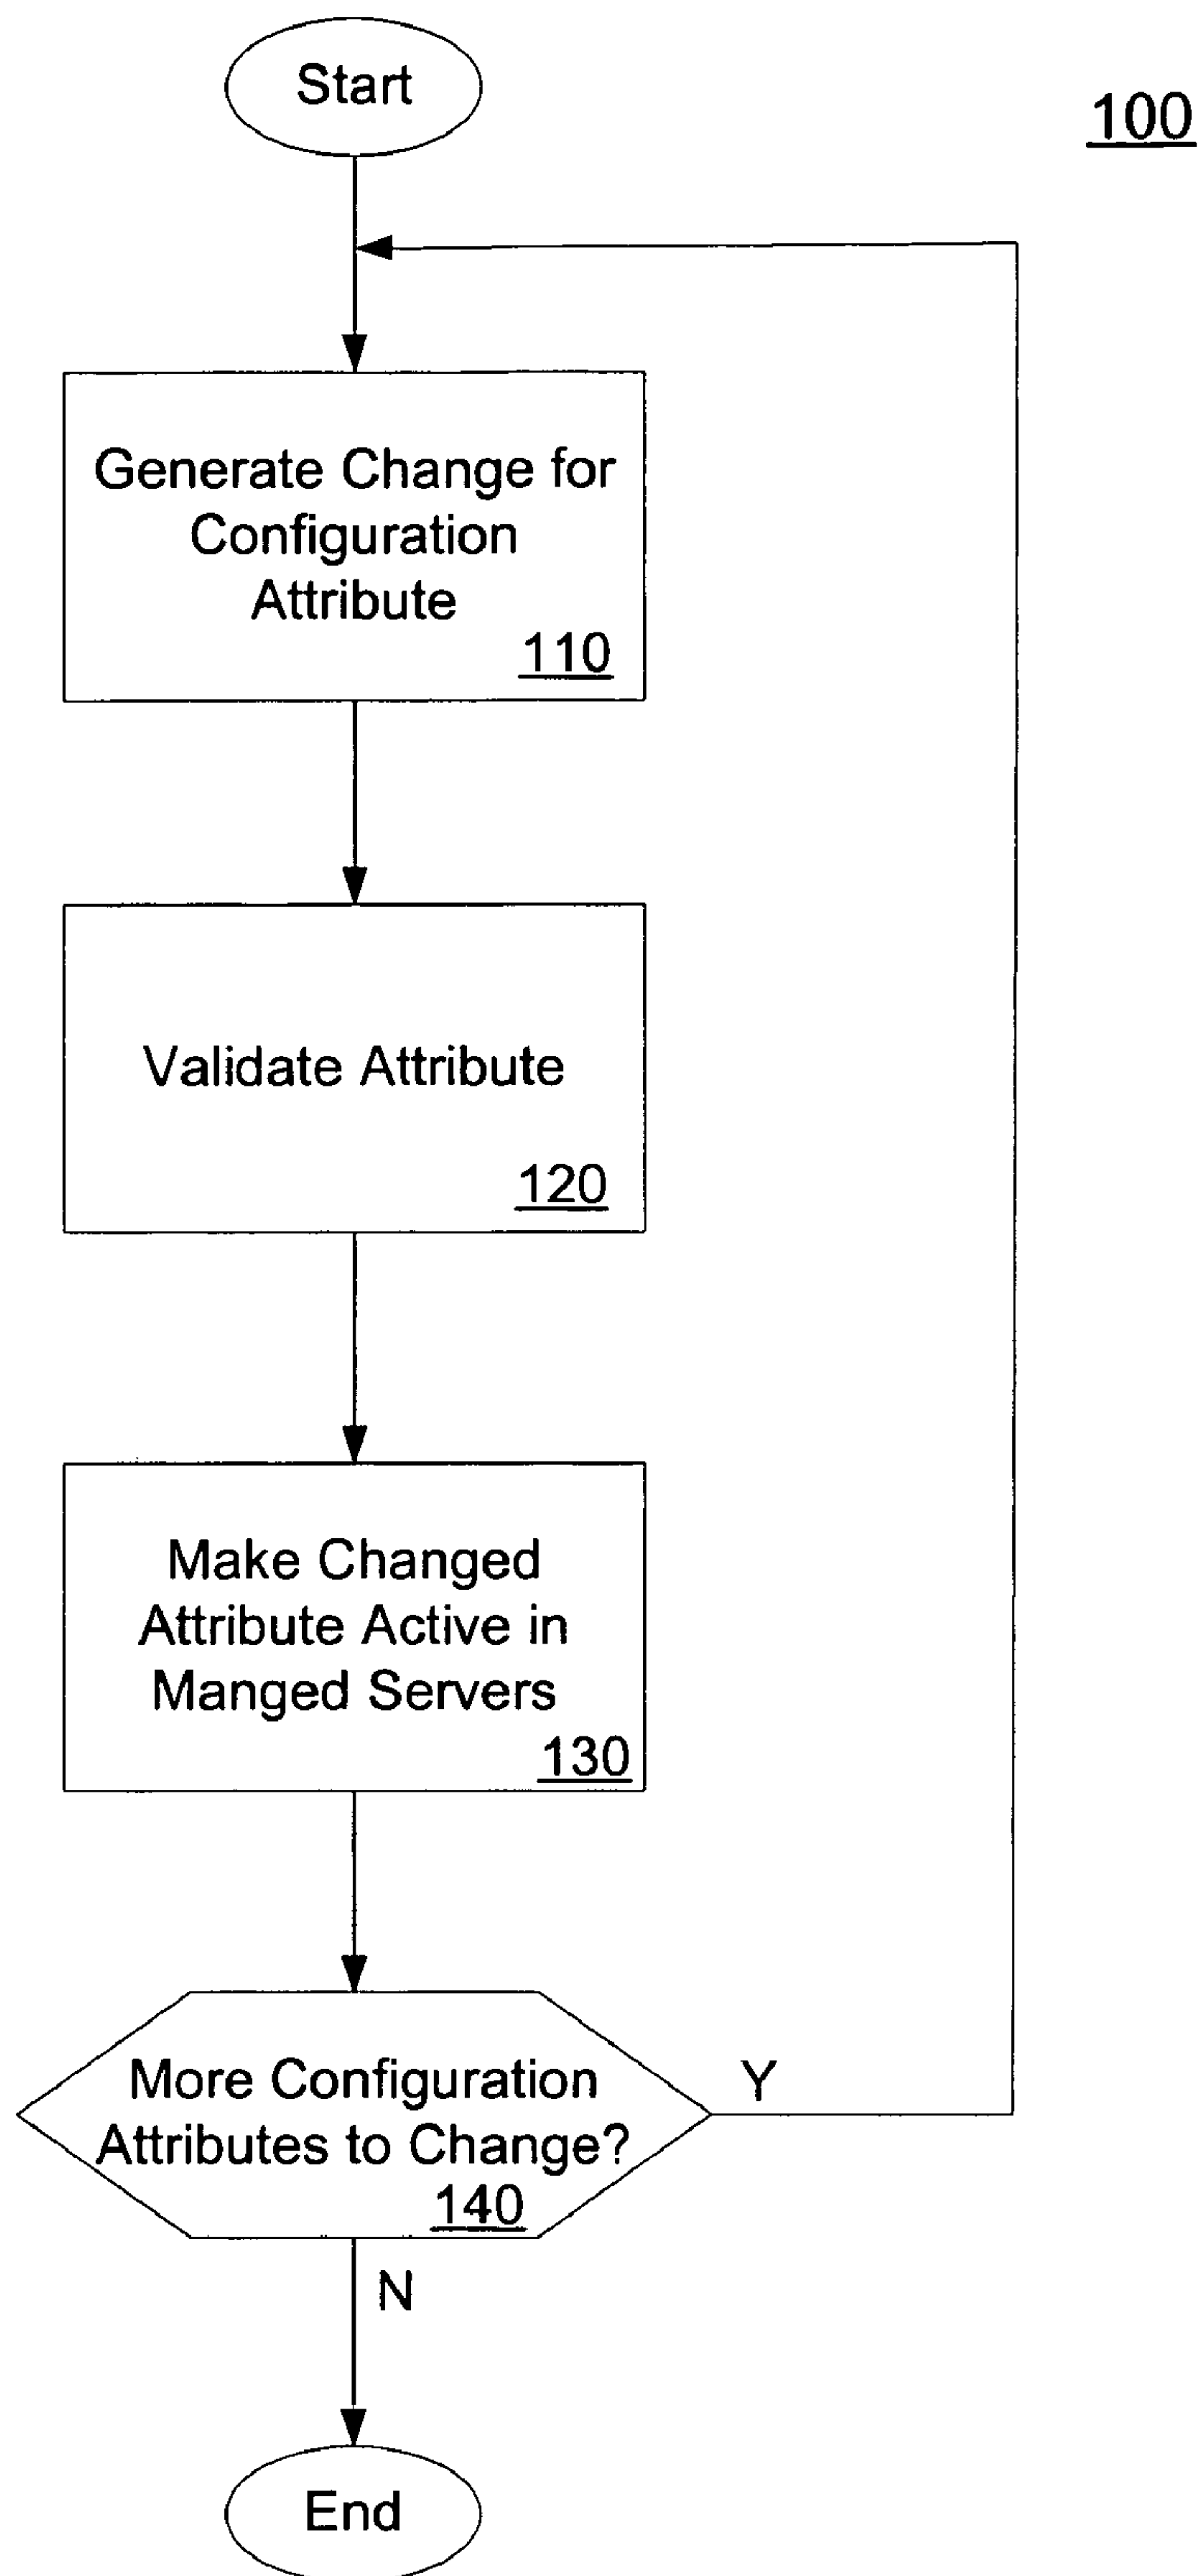 Start
100
Generate Change for
Configuration
Attribute
110
Validate Attribute
120
Make Changed
Attribute Active in
Manged Servers
130
More Configuration
Attributes to Change?
140
Y
N
End